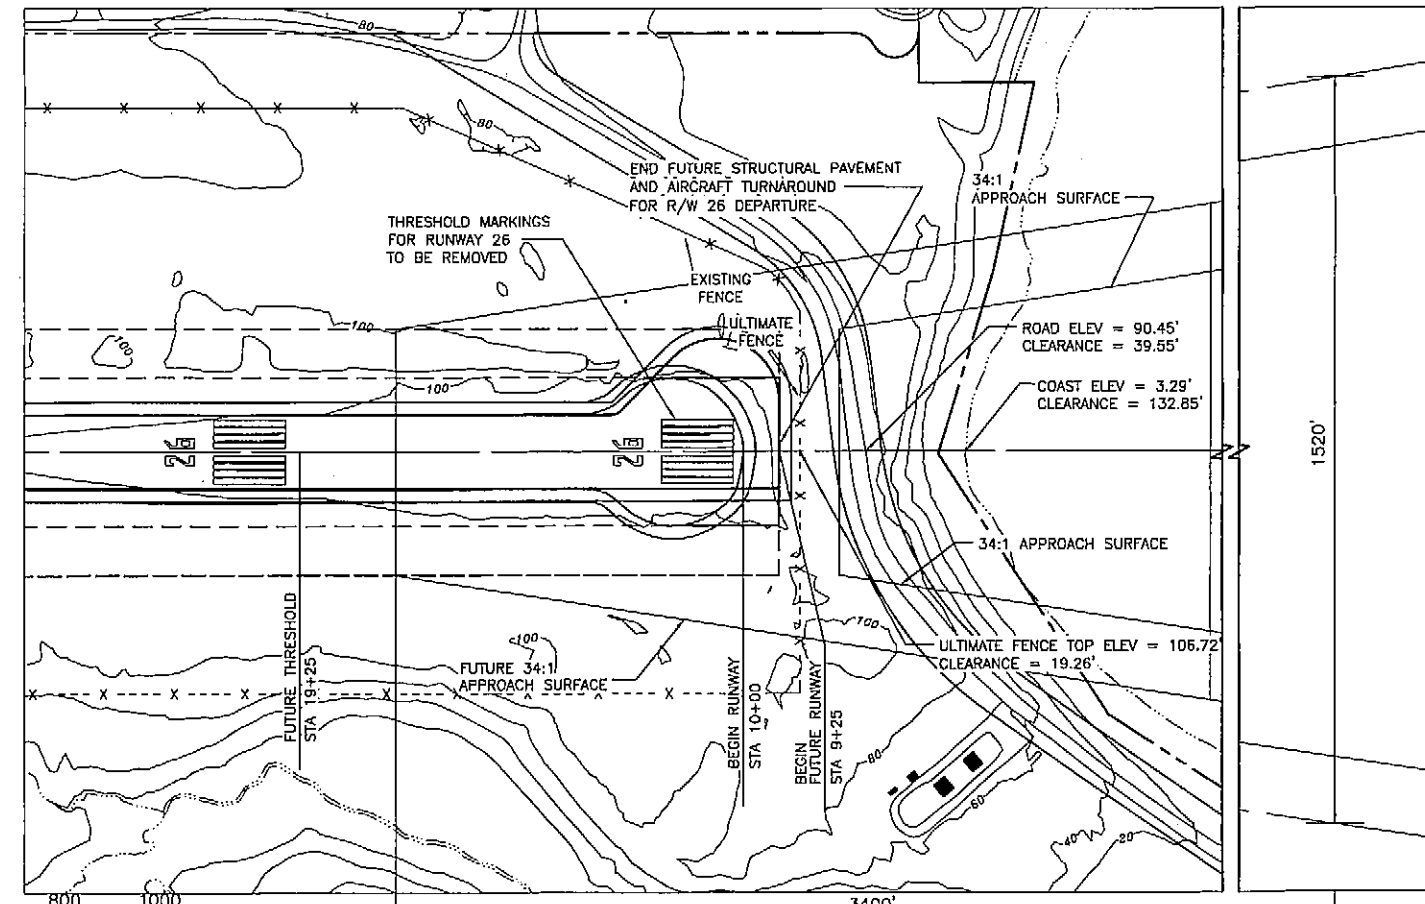 80
80
END FUTURE STRUCTURAL PAVEMENT
AND AIRCRAFT TURNAROUND
FOR R/W 26 DEPARTURE
34:1
APPROACH SURFACE
THRESHOLD MARKINGS
FOR RUNWAY 26
TO BE REMOVED
EXISTING
FENCE
100
ULTIMATE
FENCE
ROAD ELEV = 90.45'
CLEARANCE = 39.55'
100
100
COAST ELEV = 3.29'
CLEARANCE = 132.85'
26
26
1520'
34:1 APPROACH SURFACE
100
100
ULTIMATE FENCE TOP ELEV = 106.72'
CLEARANCE = 19.26'
FUTURE 34:1
APPROACH SURFACE
FUTURE THRESHOLD
STA 19+25
BEGIN RUNWAY
STA 10+00
BEGIN
FUTURE RUNWAY
STA 9+25
80
60
40
20
800
1000
3400'